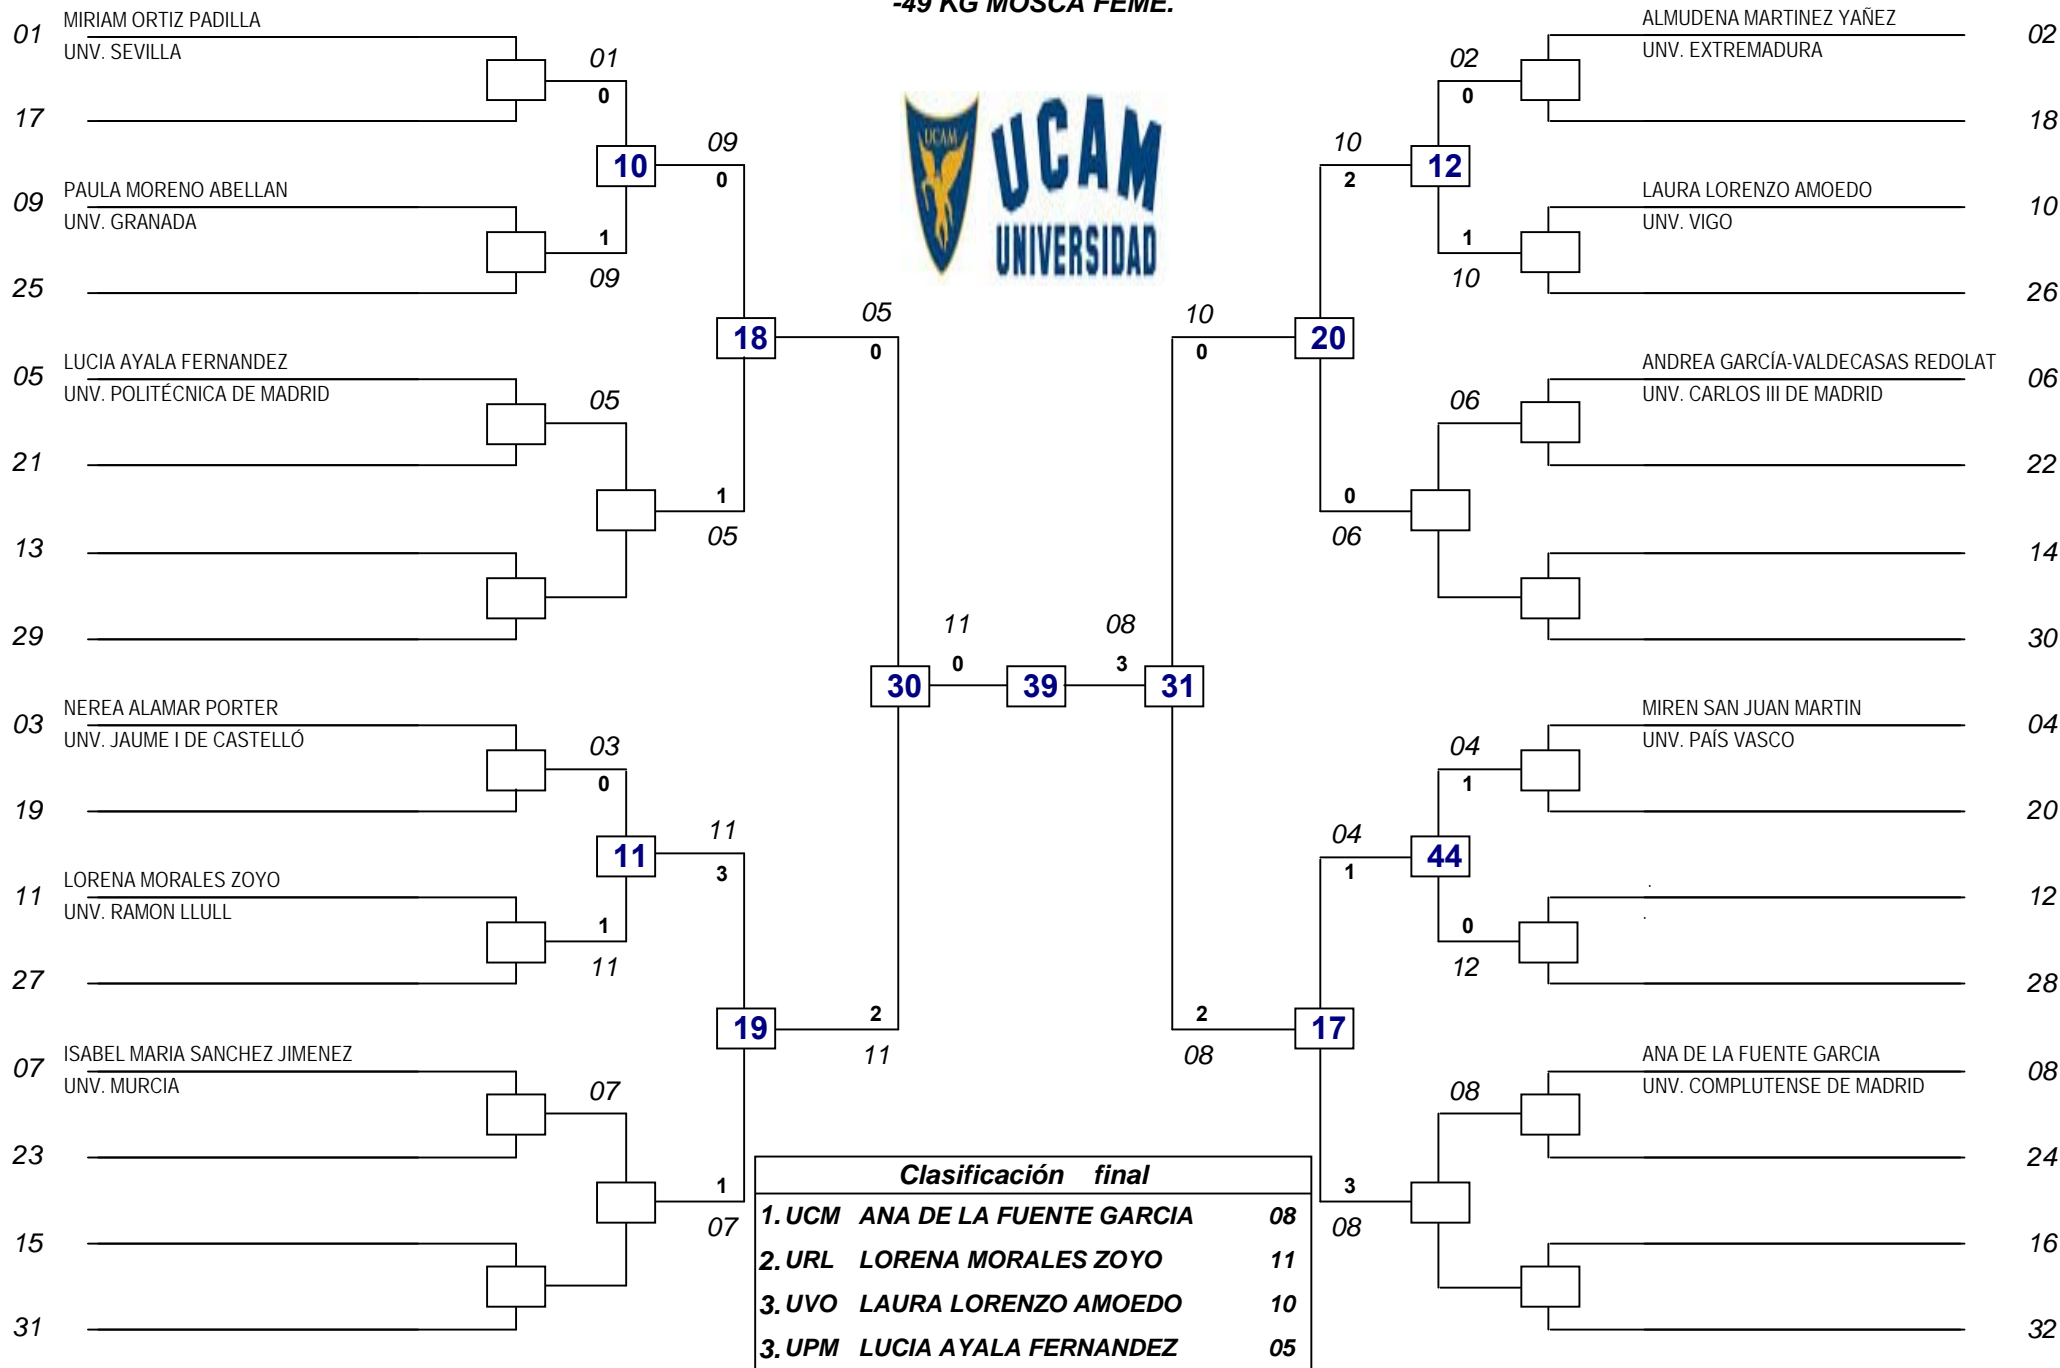 -49 KG MOSCA FEME.
01 MIRIAM ORTIZ PADILLA
UNV. SEVILLA
01
0
17
10
09
0
09 PAULA MORENO ABELLAN
UNV. GRANADA
1
09
25
18
05
0
05 LUCIA AYALA FERNANDEZ
UNV. POLITÉCNICA DE MADRID
05
21
1
05
13
29
11
0
30
39
08
3
31
03 NEREA ALAMAR PORTER
UNV. JAUME I DE CASTELLÓ
03
0
19
11
11
3
11 LORENA MORALES ZOYO
UNV. RAMON LLULL
1
11
27
19
2
11
07 ISABEL MARIA SANCHEZ JIMENEZ
UNV. MURCIA
07
23
1
07
15
31
UCAM
UCAM
UNIVERSIDAD
ALMUDENA MARTINEZ YAÑEZ 02
UNV. EXTREMADURA
02
0
18
12
10
2
LAURA LORENZO AMOEDO 10
UNV. VIGO
1
10
26
20
10
0
ANDREA GARCÍA-VALDECASAS REDOLAT 06
UNV. CARLOS III DE MADRID
06
22
0
06
14
30
MIREN SAN JUAN MARTIN 04
UNV. PAÍS VASCO
04
1
20
44
04
1
. 12
.
0
12
28
17
2
08
ANA DE LA FUENTE GARCIA 08
UNV. COMPLUTENSE DE MADRID
08
24
3
08
16
32
Clasificación final
1. UCM ANA DE LA FUENTE GARCIA 08
2. URL LORENA MORALES ZOYO 11
3. UVO LAURA LORENZO AMOEDO 10
3. UPM LUCIA AYALA FERNANDEZ 05